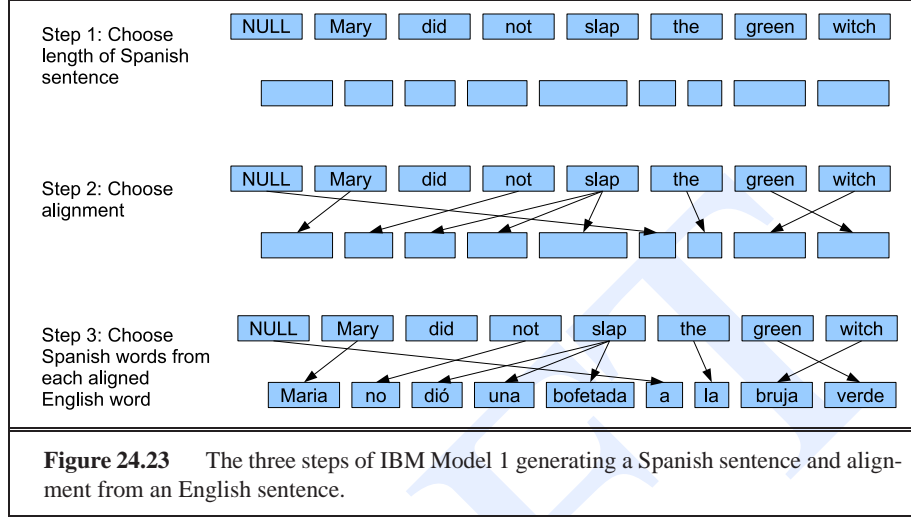 Step 1: Choose
length of Spanish
sentence
NULL Mary did not slap the green witch
Step 2: Choose
alignment
NULL Mary did not slap the green witch
Step 3: Choose
Spanish words from
each aligned
English word
NULL Mary did not slap the green witch
Maria no dió una bofetada a la bruja verde
Figure 24.23 The three steps of IBM Model 1 generating a Spanish sentence and align-
ment from an English sentence.